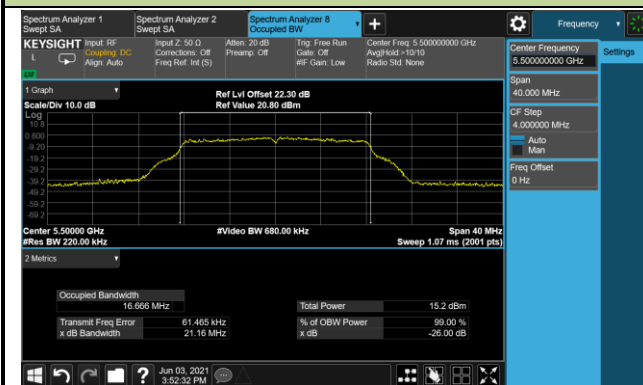 Spectrum Analyzer 1 Spectrum Analyzer 2 Spectrum Analyzer 8 Frequency
Swept SA Swept SA Occupied BW
KEYSIGHT Input: RF Input Z: 50 Ω Atten: 20 dB Trig: Free Run Center Freq: 5.500000000 GHz
L Coupling: DC Corrections: Off Preamp: Off Gate: Off Avg|Hold:>10/10
Align: Auto Freq Ref: Int (S) #IF Gain: Low Radio Std: None
Center Frequency Settings
5.500000000 GHz
Span
40.000 MHz
CF Step
4.000000 MHz
Auto
Man
Freq Offset
0 Hz
1 Graph Ref Lvl Offset 22.30 dB
Scale/Div 10.0 dB Ref Value 20.80 dBm
Log
10.8
0.800
-9.20
-19.2
-29.2
-39.2
-49.2
-59.2
-69.2
Center 5.50000 GHz #Video BW 680.00 kHz Span 40 MHz
#Res BW 220.00 kHz Sweep 1.07 ms (2001 pts)
2 Metrics
Occupied Bandwidth
16.666 MHz Total Power 15.2 dBm
Transmit Freq Error 61.465 kHz % of OBW Power 99.00 %
x dB Bandwidth 21.16 MHz x dB -26.00 dB
? Jun 03, 2021
3:52:32 PM